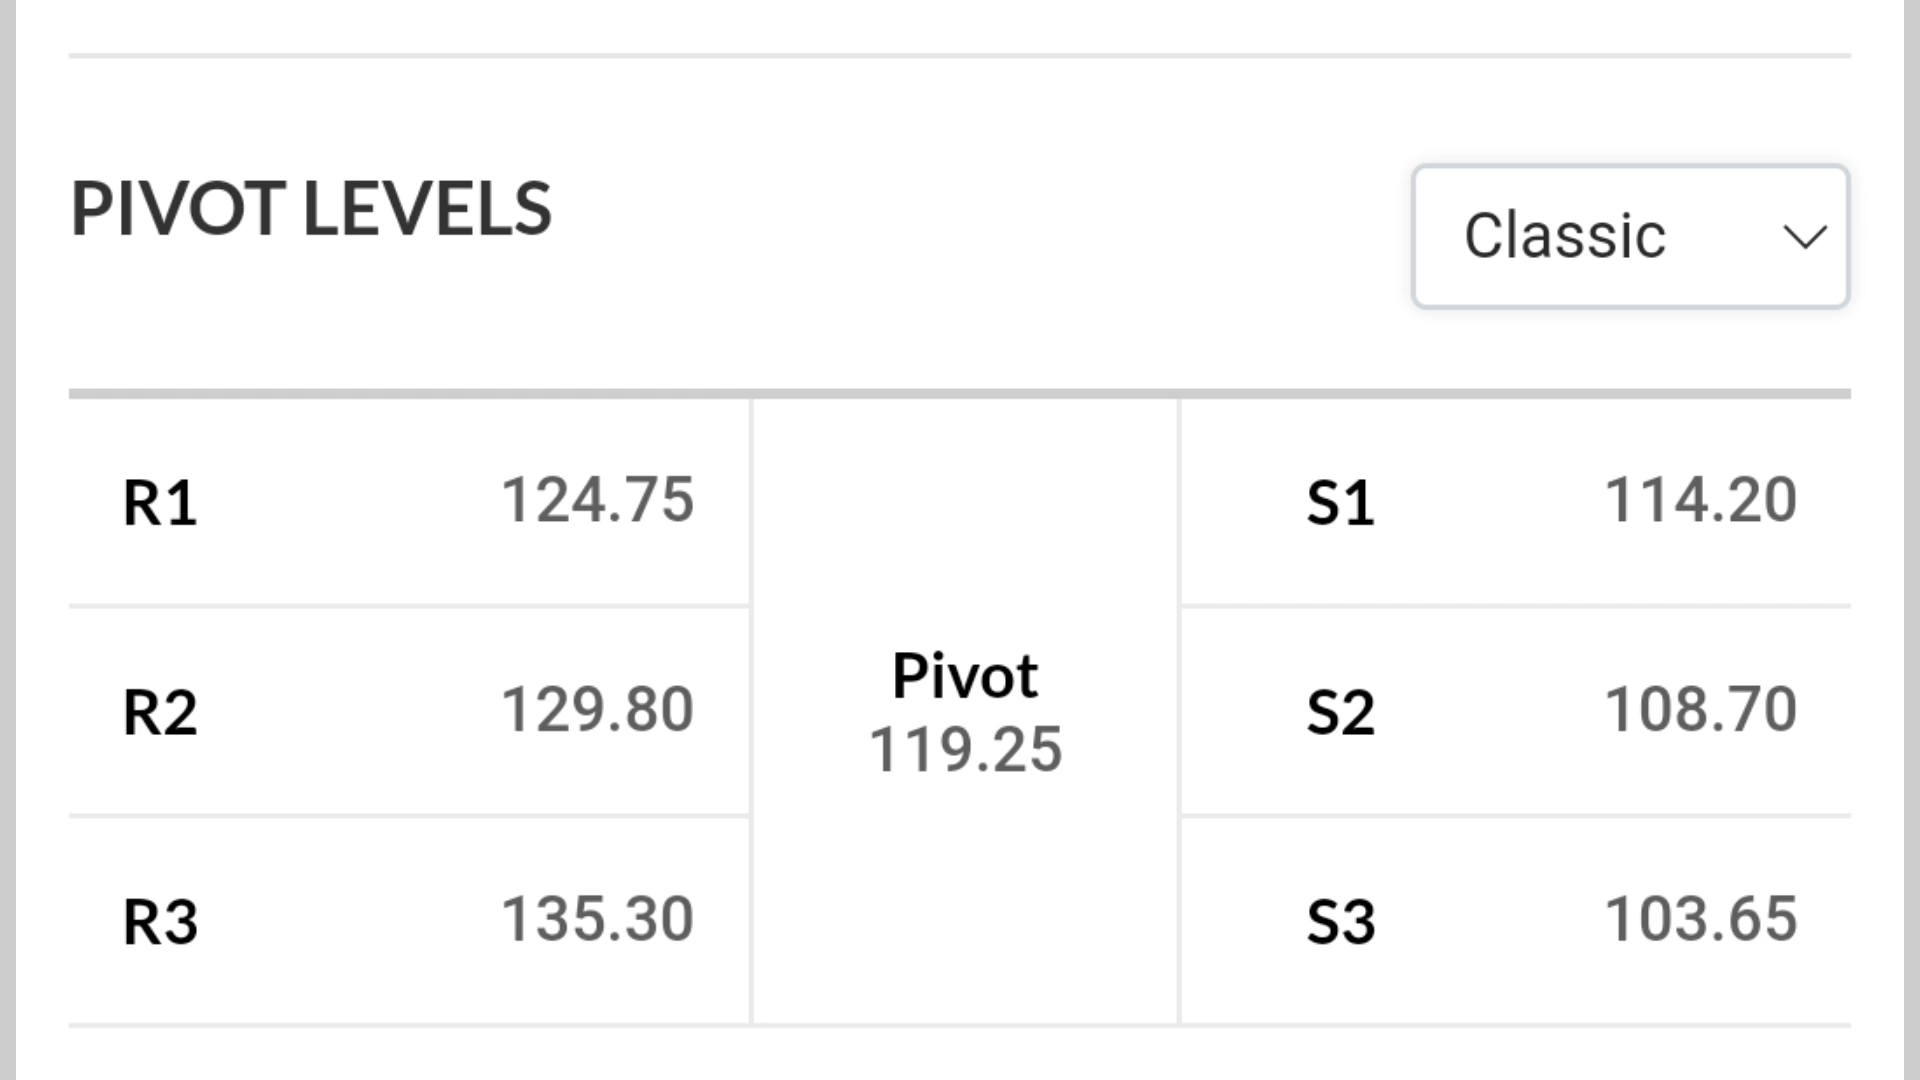 PIVOT LEVELS
Classic
R1 124.75
R2 129.80
R3 135.30
Pivot
119.25
S1 114.20
S2 108.70
S3 103.65